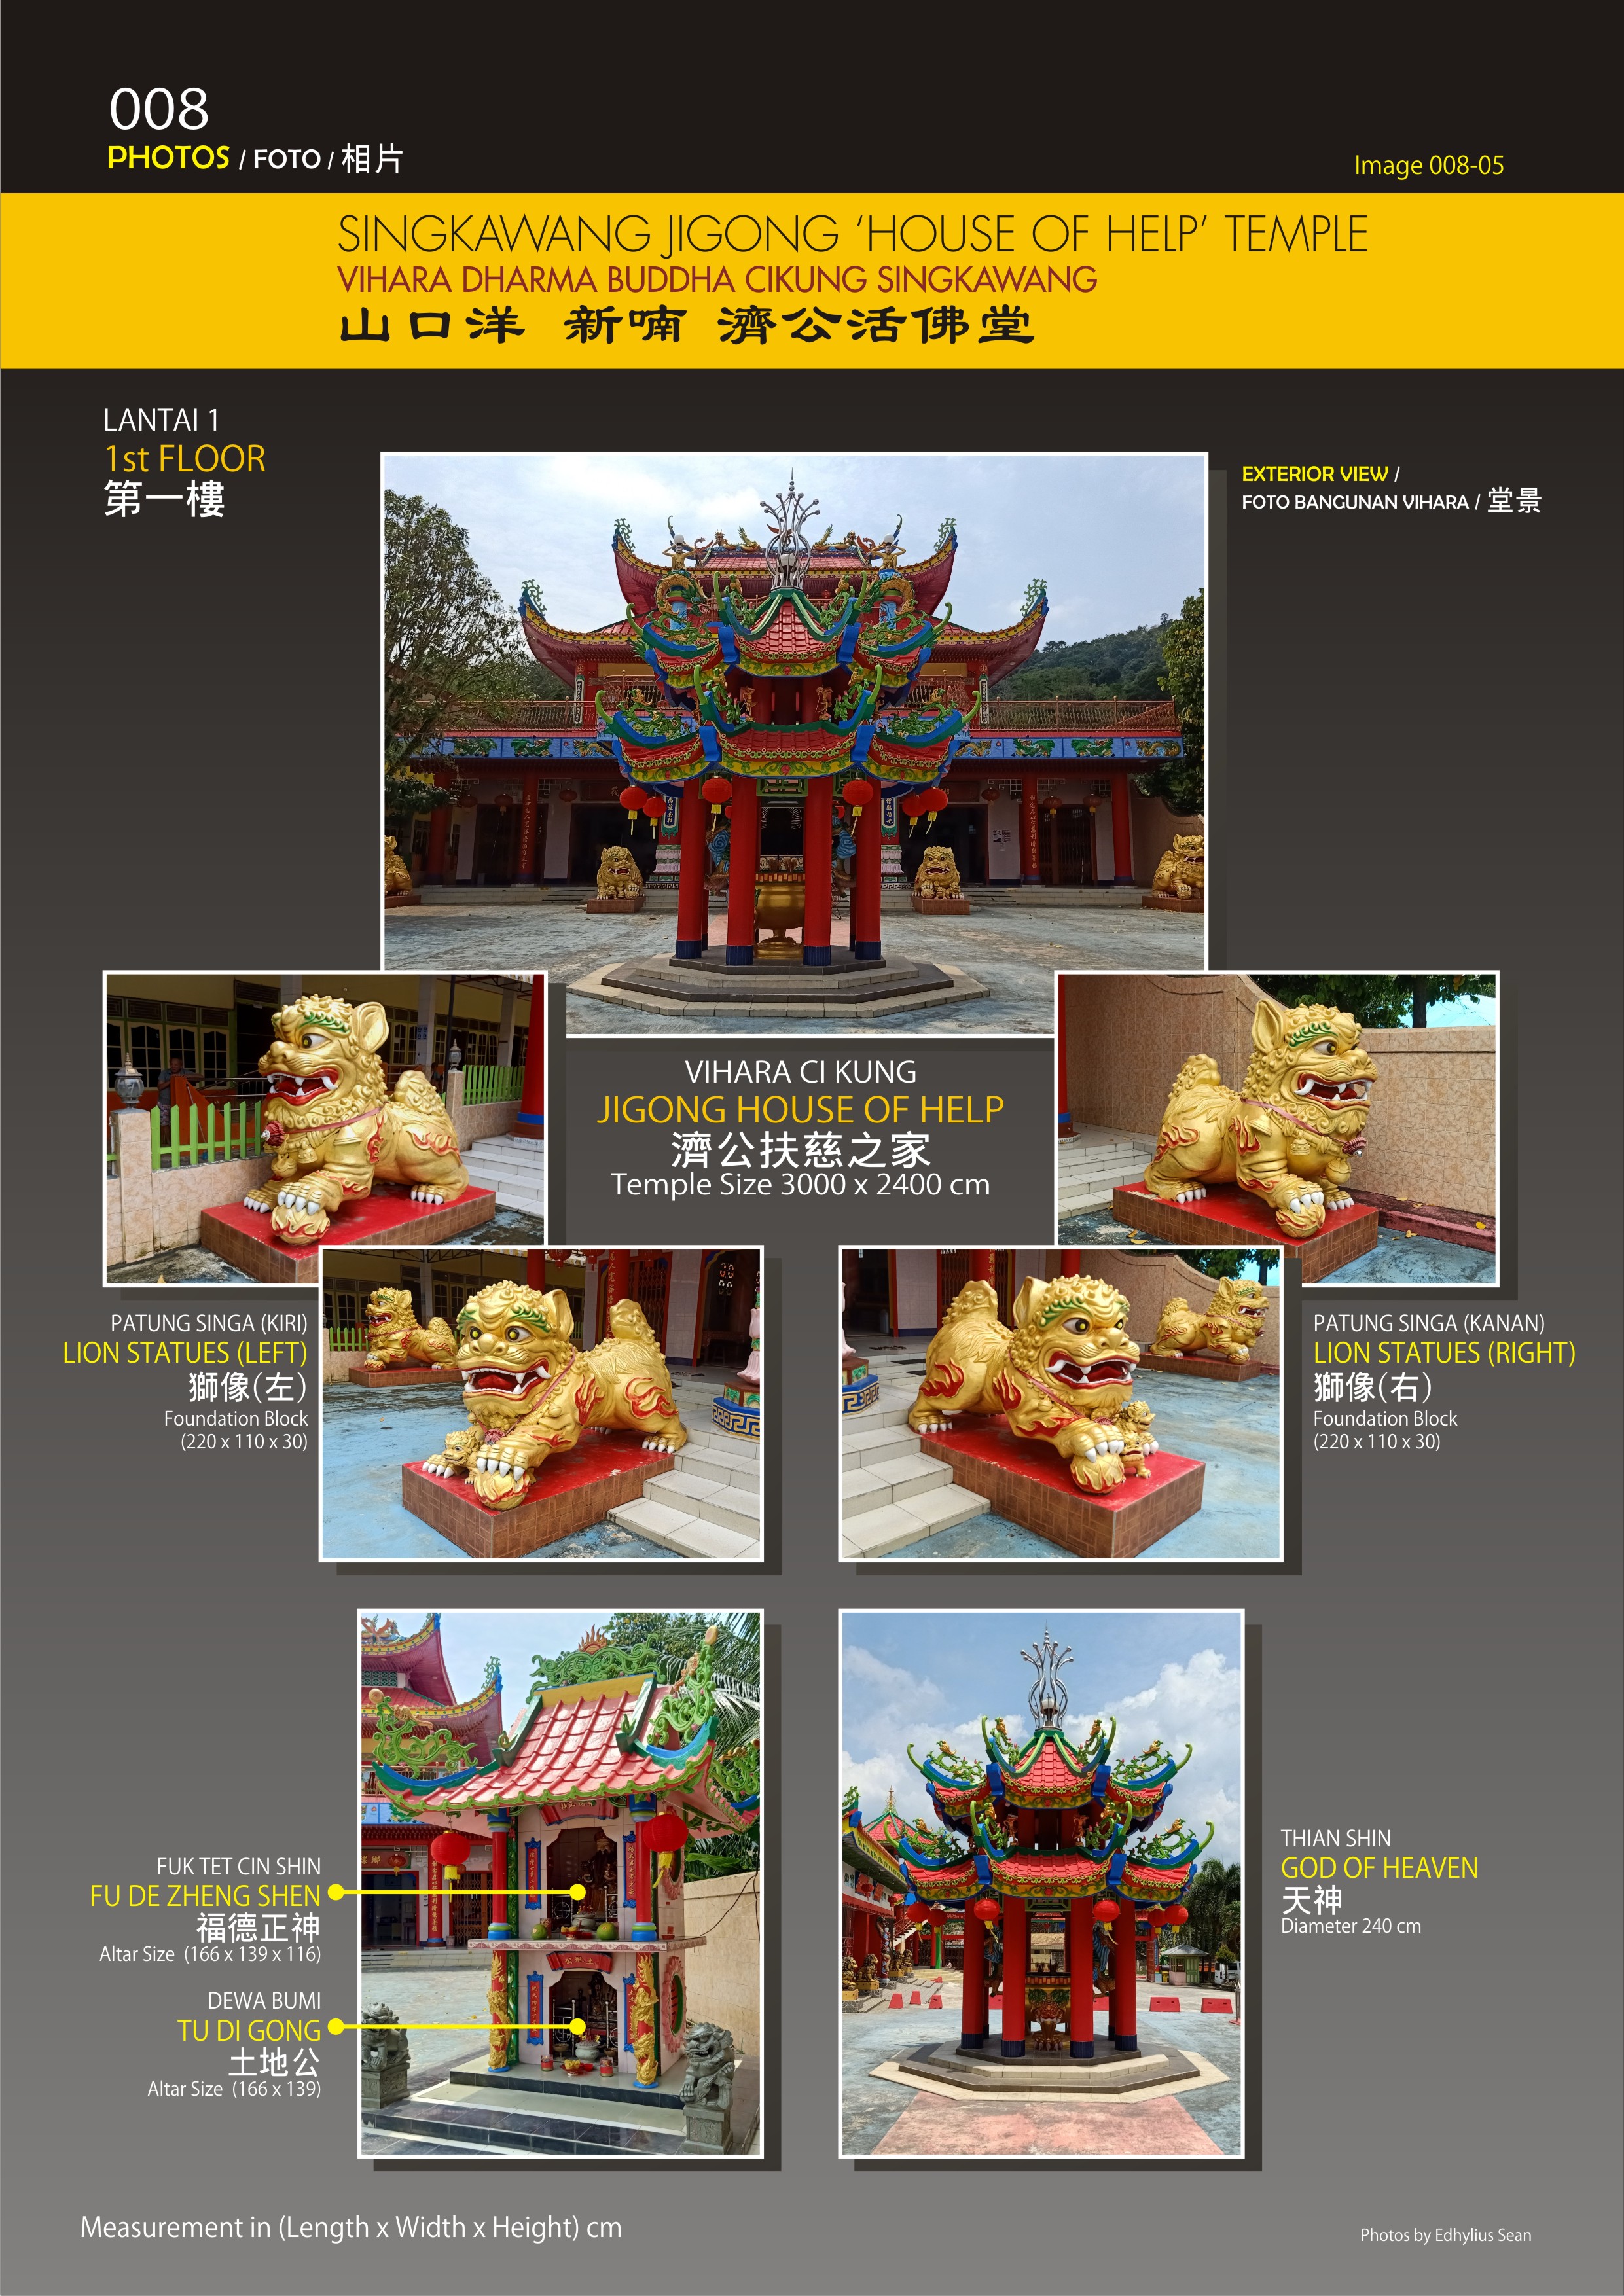 008
PHOTOS / FOTO / 相片
Image 008-05
SINGKAWANG JIGONG ‘HOUSE OF HELP’ TEMPLE
VIHARA DHARMA BUDDHA CIKUNG SINGKAWANG
山口洋 新喃 濟公活佛堂
LANTAI 1
1st FLOOR
第一樓
EXTERIOR VIEW /
FOTO BANGUNAN VIHARA / 堂景
VIHARA CI KUNG
JIGONG HOUSE OF HELP
濟公扶慈之家
Temple Size 3000 x 2400 cm
PATUNG SINGA (KIRI)
LION STATUES (LEFT)
獅像(左)
Foundation Block
(220 x 110 x 30)
PATUNG SINGA (KANAN)
LION STATUES (RIGHT)
獅像(右)
Foundation Block
(220 x 110 x 30)
FUK TET CIN SHIN
FU DE ZHENG SHEN
福德正神
Altar Size (166 x 139 x 116)
DEWA BUMI
TU DI GONG
土地公
Altar Size (166 x 139)
THIAN SHIN
GOD OF HEAVEN
天神
Diameter 240 cm
Measurement in (Length x Width x Height) cm
Photos by Edhylius Sean